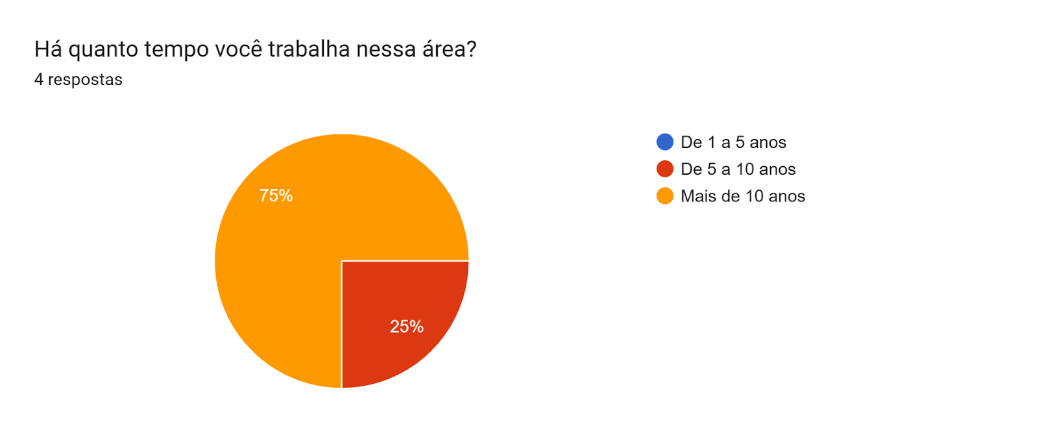 Há quanto tempo você trabalha nessa área?
4 respostas
De 1 a 5 anos
De 5 a 10 anos
Mais de 10 anos
75%
25%